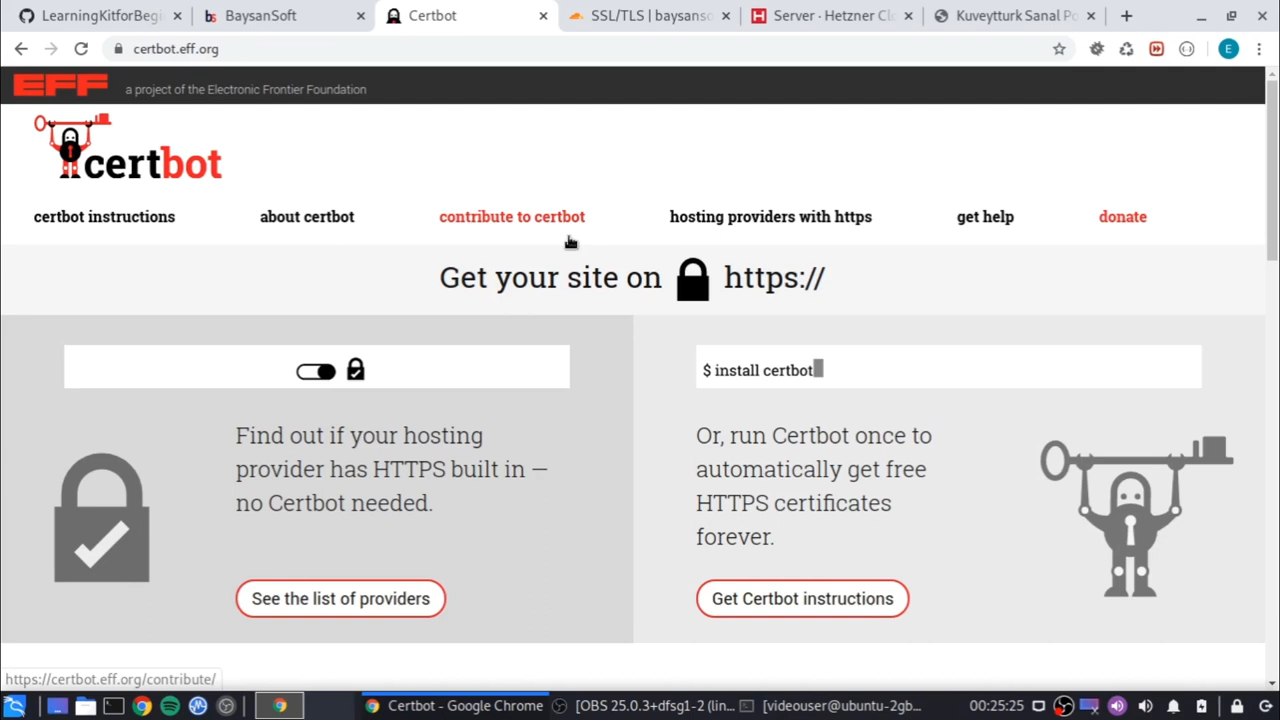 LearningKitforBegi
BaysanSoft
Certbot
SSL/TLS | baysansc
Server · Hetzner Clo
Kuveytturk Sanal Po
certbot.eff.org
E
EFF a project of the Electronic Frontier Foundation
certbot
certbot instructions about certbot contribute to certbot hosting providers with https get help donate
Get your site on https://
$ install certbot
Find out if your hosting
provider has HTTPS built in —
no Certbot needed.
See the list of providers
Or, run Certbot once to
automatically get free
HTTPS certificates
forever.
Get Certbot instructions
https://certbot.eff.org/contribute/
Certbot - Google Chrome
[OBS 25.0.3+dfsg1-2 (lin...
[videouser@ubuntu-2gb...
00:25:25